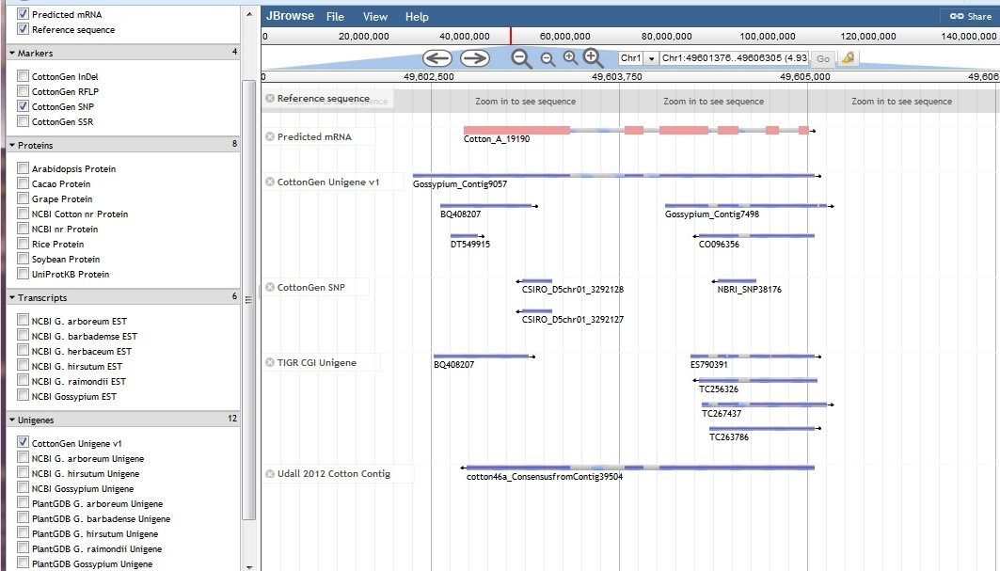 Predicted mRNA
Reference sequence
Markers 4
CottonGen InDel
CottonGen RFLP
CottonGen SNP
CottonGen SSR
Proteins 8
Arabidopsis Protein
Cacao Protein
Grape Protein
NCBI Cotton nr Protein
NCBI nr Protein
Rice Protein
Soybean Protein
UniProtKB Protein
Transcripts 6
NCBI G. arboreum EST
NCBI G. barbademse EST
NCBI G. herbaceum EST
NCBI G. hirsutum EST
NCBI G. raimondii EST
NCBI Gossypium EST
Unigenes 12
CottonGen Unigene v1
NCBI G. arboreum Unigene
NCBI G. hirsutum Unigene
NCBI Gossypium Unigene
PlantGDB G. arboreum Unigene
PlantGDB G. barbadense Unigene
PlantGDB G. hirsutum Unigene
PlantGDB G. raimondii Unigene
PlantGDB Gossypium Unigene
JBrowse File View Help Share
0 20,000,000 40,000,000 60,000,000 80,000,000 100,000,000 120,000,000 140,000,000
Chr1 Chr1:49601376..49606305 (4.93 Go
0 49,602,500 49,603,750 49,605,000 49,606
Reference sequence Zoom in to see sequence Zoom in to see sequence Zoom in to see sequence
Predicted mRNA
Cotton_A_19190
CottonGen Unigene v1
Gossypium_Contig9057
BQ408207 Gossypium_Contig7498
DT549915 CO096356
CottonGen SNP
CSIRO_D5chr01_3292128 NBRI_SNP38176
CSIRO_D5chr01_3292127
TIGR CGI Unigene
BQ408207 ES790391
TC256326
TC267437
TC263786
Udall 2012 Cotton Contig
cotton46a_ConsensusfromContig39504